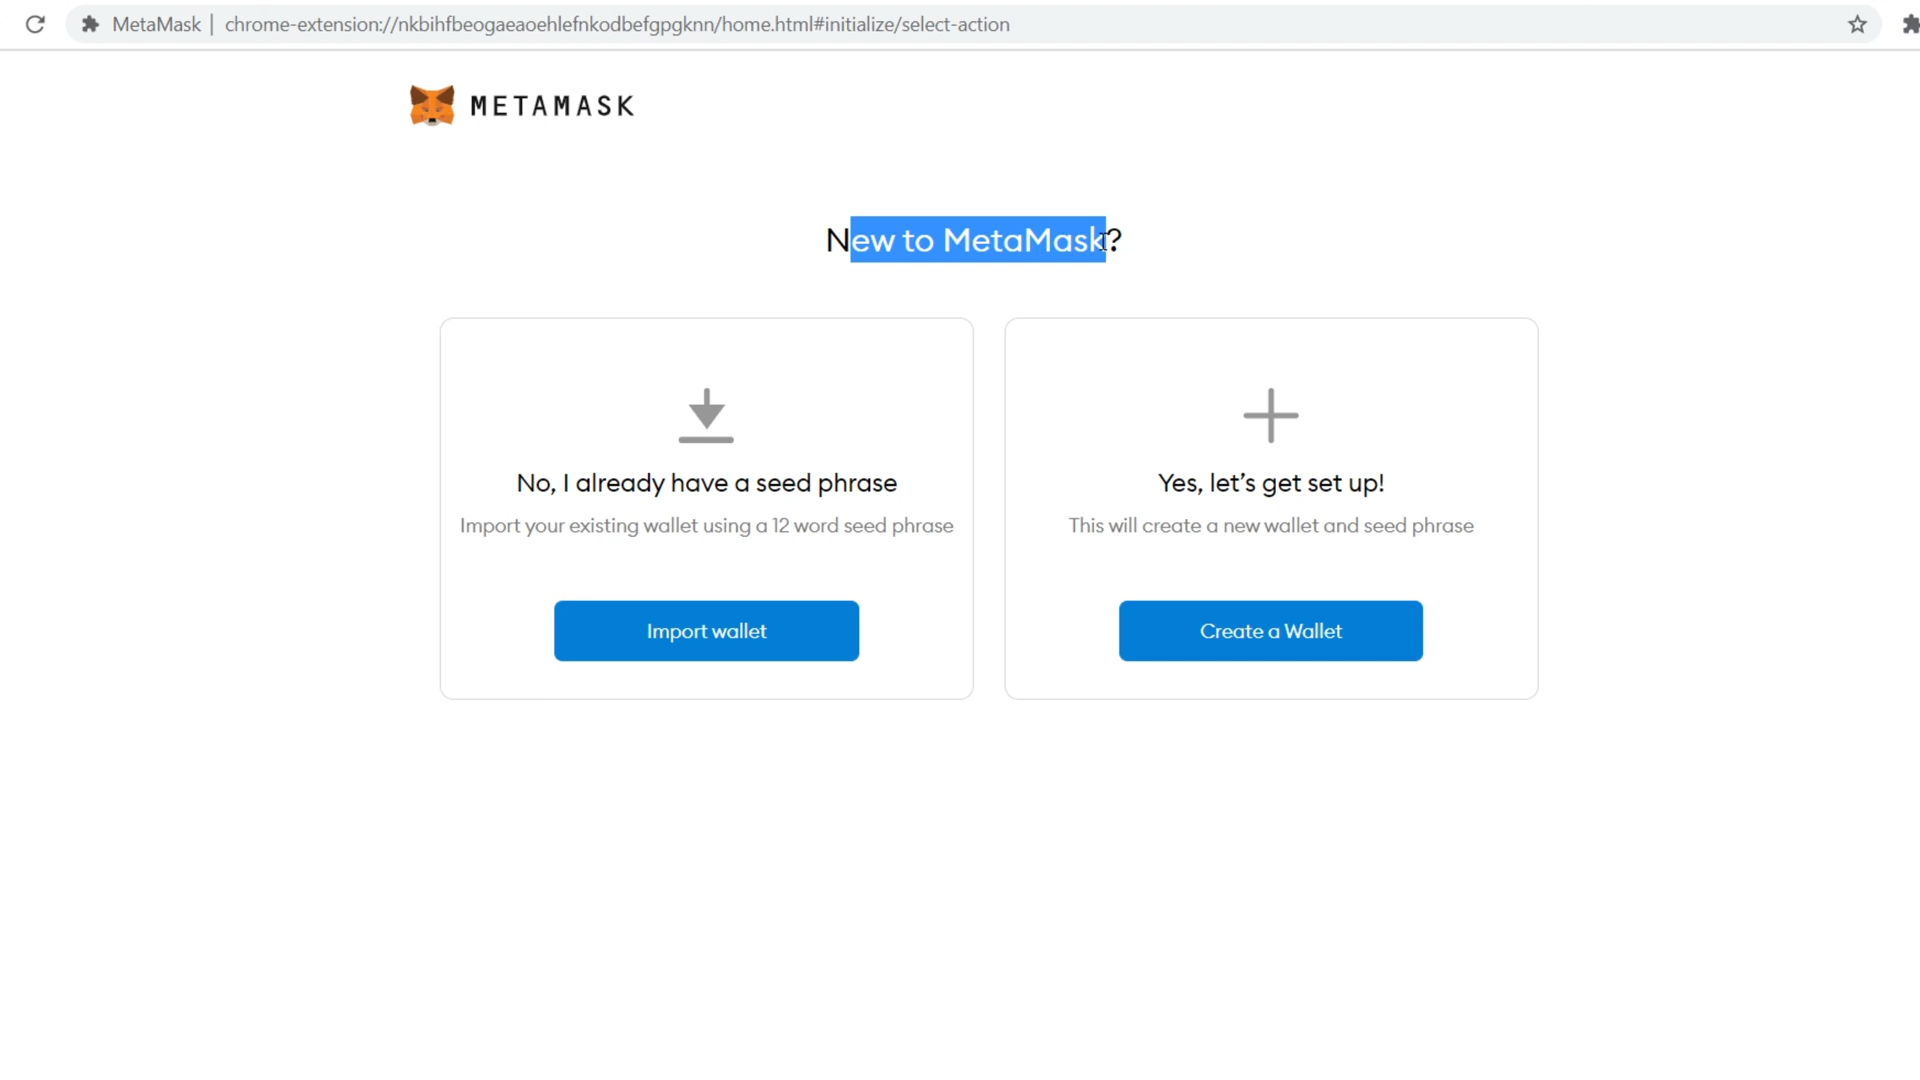 MetaMask | chrome-extension://nkbihfbeogaeaoehlefnkodbefgpgknn/home.html#initialize/select-action
METAMASK
New to MetaMask?
No, I already have a seed phrase
Import your existing wallet using a 12 word seed phrase
Import wallet
Yes, let’s get set up!
This will create a new wallet and seed phrase
Create a Wallet